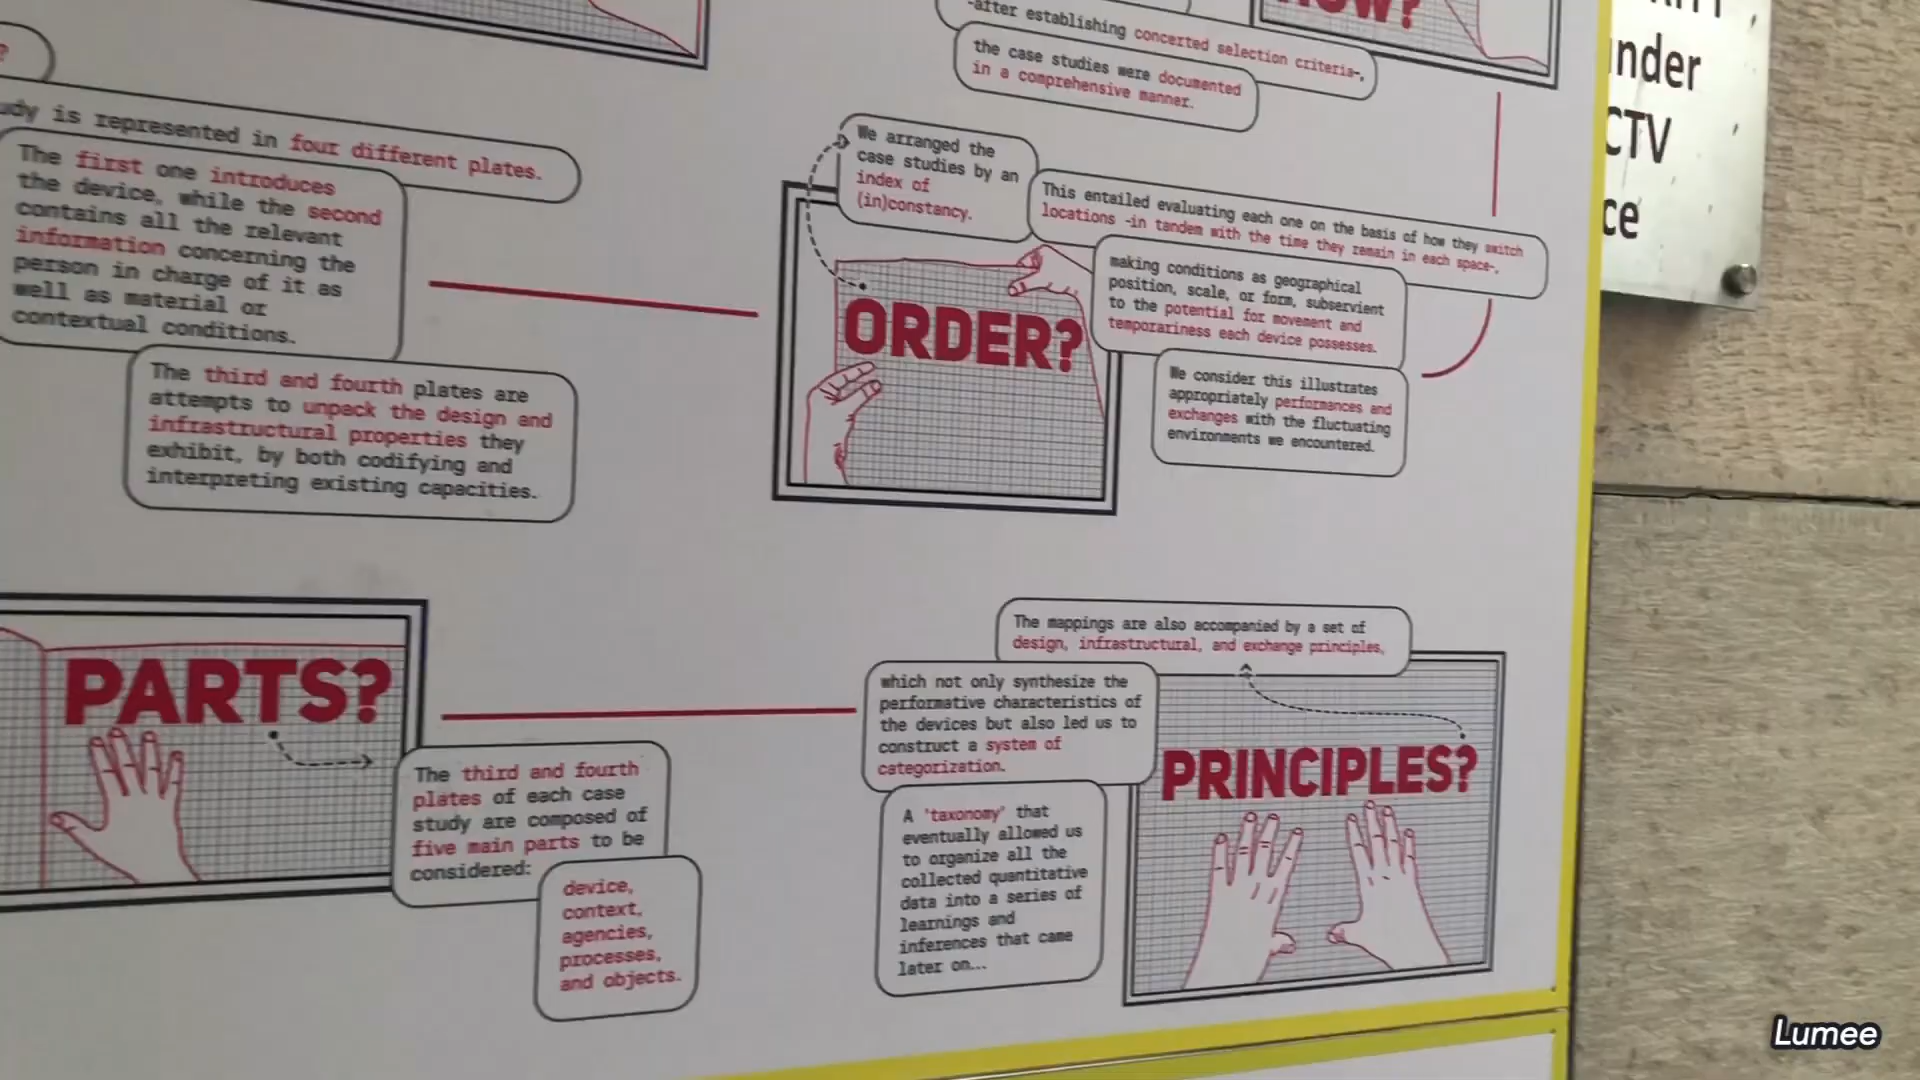 -after establishing concerted selection criteria-,
the case studies were documented
in a comprehensive manner.
is represented in four different plates.
The first one introduces
the device, while the second
contains all the relevant
information concerning the
person in charge of it as
well as material or
contextual conditions.
The third and fourth plates are
attempts to unpack the design and
infrastructural properties they
exhibit, by both codifying and
interpreting existing capacities.
We arranged the
case studies by an
index of
(in)constancy.
ORDER?
This entailed evaluating each one on the basis of how they switch
locations -in tandem with the time they remain in each space-,
making conditions as geographical
position, scale, or form, subservient
to the potential for movement and
temporariness each device possesses.
We consider this illustrates
appropriately performances and
exchanges with the fluctuating
environments we encountered.
PARTS?
The third and fourth
plates of each case
study are composed of
five main parts to be
considered:
device,
context,
agencies,
processes,
and objects.
The mappings are also accompanied by a set of
design, infrastructural, and exchange principles,
which not only synthesize the
performative characteristics of
the devices but also led us to
construct a system of
categorization.
PRINCIPLES?
A 'taxonomy' that
eventually allowed us
to organize all the
collected quantitative
data into a series of
learnings and
inferences that came
later on...
Lumee